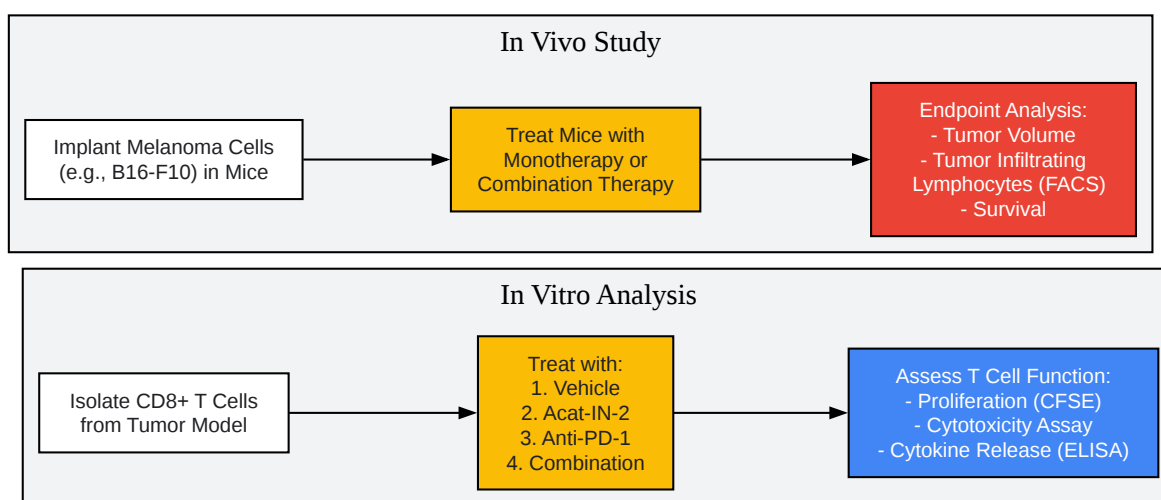 In Vivo Study
Implant Melanoma Cells
(e.g., B16-F10) in Mice
Treat Mice with
Monotherapy or
Combination Therapy
Endpoint Analysis:
- Tumor Volume
- Tumor Infiltrating
Lymphocytes (FACS)
- Survival
In Vitro Analysis
Isolate CD8+ T Cells
from Tumor Model
Treat with:
1. Vehicle
2. Acat-IN-2
3. Anti-PD-1
4. Combination
Assess T Cell Function:
- Proliferation (CFSE)
- Cytotoxicity Assay
- Cytokine Release (ELISA)